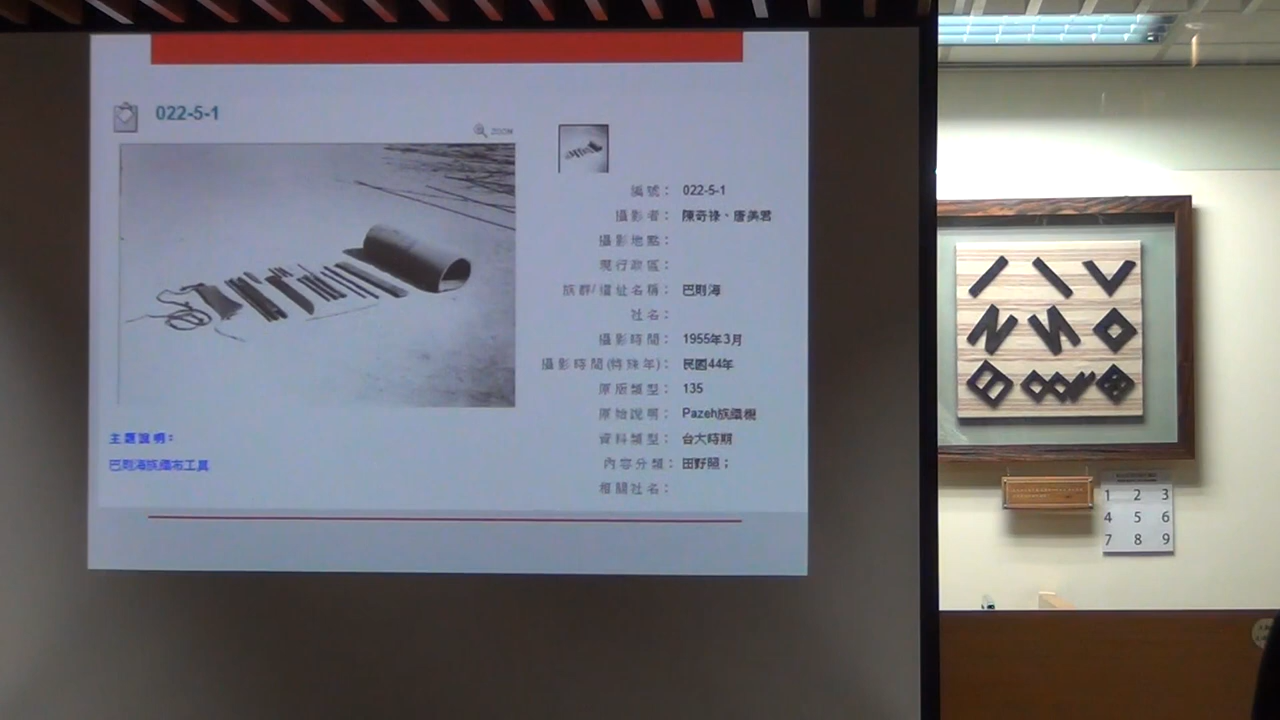 022-5-1
ZOOM
編號： 022-5-1
攝影者： 陳奇祿、唐美君
攝影地點：
現行政區：
族群/遺址名稱： 巴則海
社名：
攝影時間： 1955年3月
攝影時間(特殊年)： 民國44年
原版類型： 135
原始說明： Pazeh族織機
資料類型： 台大時期
內容分類： 田野照；
相關社名：
主題說明：
巴則海族織布工具
1 2 3
4 5 6
7 8 9